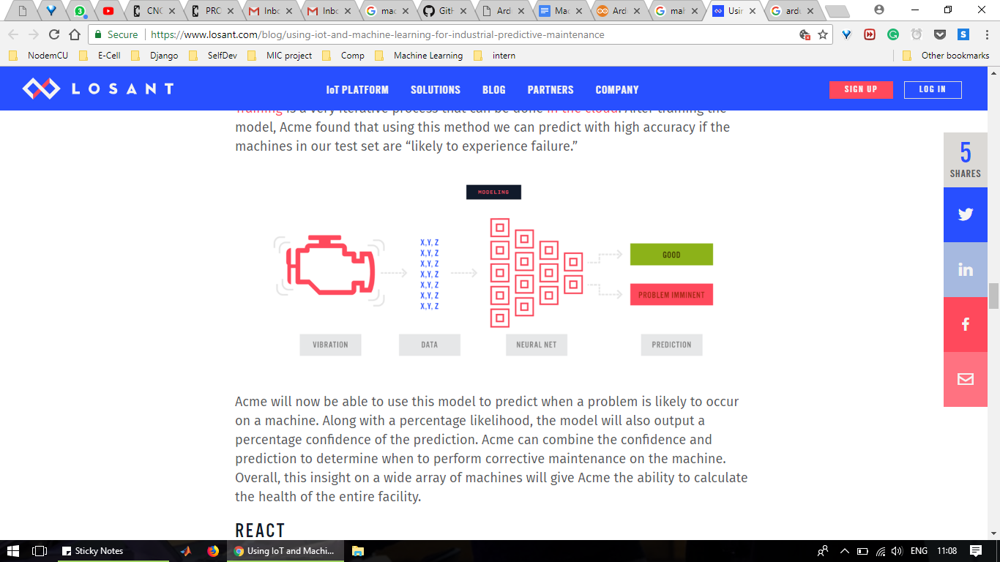 CNC
PRO
Inbo
Inbo
mac
GitH
Ard
Mac
Ard
mal
Usin
ardu
3
Secure
https://www.losant.com/blog/using-iot-and-machine-learning-for-industrial-predictive-maintenance
S
NodemCU
E-Cell
Django
SelfDev
MIC project
Comp
Machine Learning
intern
Other bookmarks
LOSANT
IoT PLATFORM
SOLUTIONS
BLOG
PARTNERS
COMPANY
SIGN UP
LOG IN
Training is a very iterative process that can be done in the cloud. After training the
model, Acme found that using this method we can predict with high accuracy if the
machines in our test set are “likely to experience failure.”
5
SHARES
in
f
MODELING
X,Y, Z
X,Y, Z
X,Y, Z
X,Y, Z
X,Y, Z
X,Y, Z
X,Y, Z
GOOD
PROBLEM IMMINENT
VIBRATION
DATA
NEURAL NET
PREDICTION
Acme will now be able to use this model to predict when a problem is likely to occur
on a machine. Along with a percentage likelihood, the model will also output a
percentage confidence of the prediction. Acme can combine the confidence and
prediction to determine when to perform corrective maintenance on the machine.
Overall, this insight on a wide array of machines will give Acme the ability to calculate
the health of the entire facility.
REACT
Sticky Notes
Using IoT and Machi...
ENG
11:08